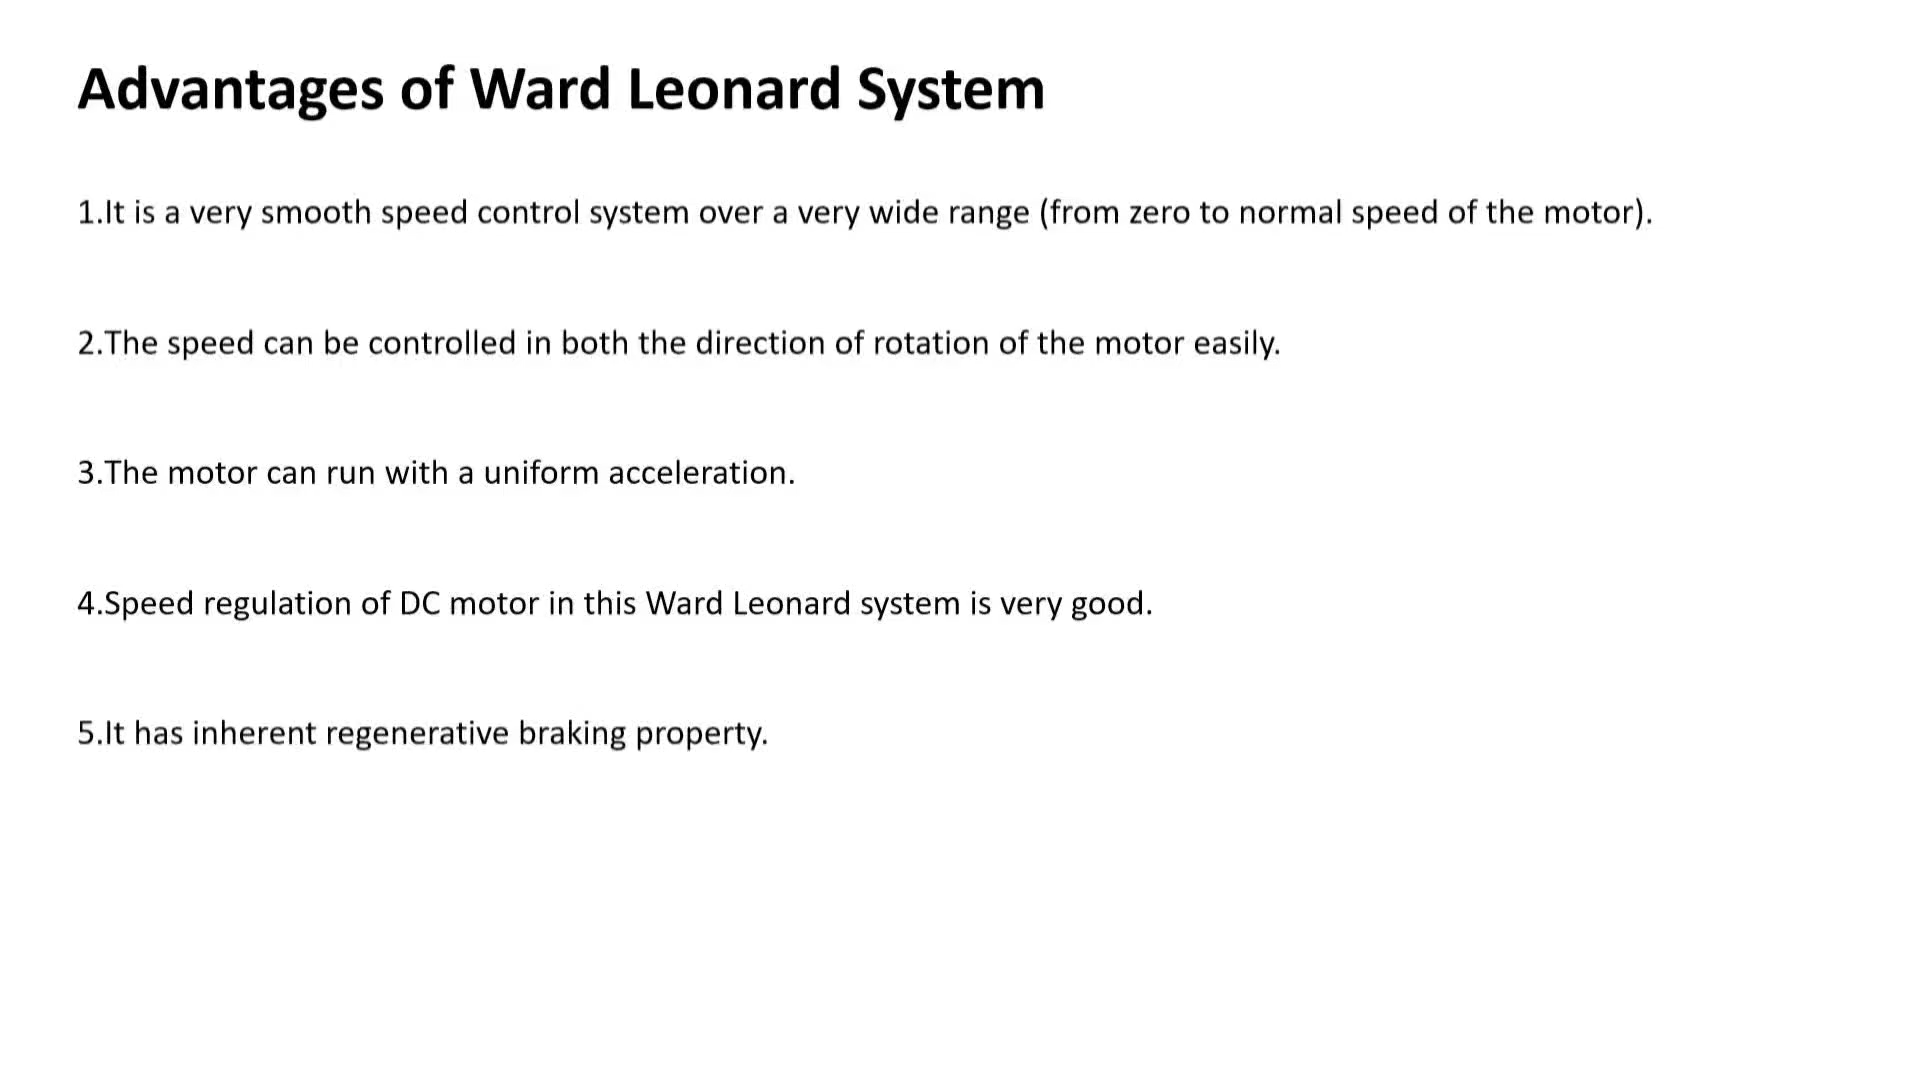 Advantages of Ward Leonard System
1.It is a very smooth speed control system over a very wide range (from zero to normal speed of the motor).
2.The speed can be controlled in both the direction of rotation of the motor easily.
3.The motor can run with a uniform acceleration.
4.Speed regulation of DC motor in this Ward Leonard system is very good.
5.It has inherent regenerative braking property.